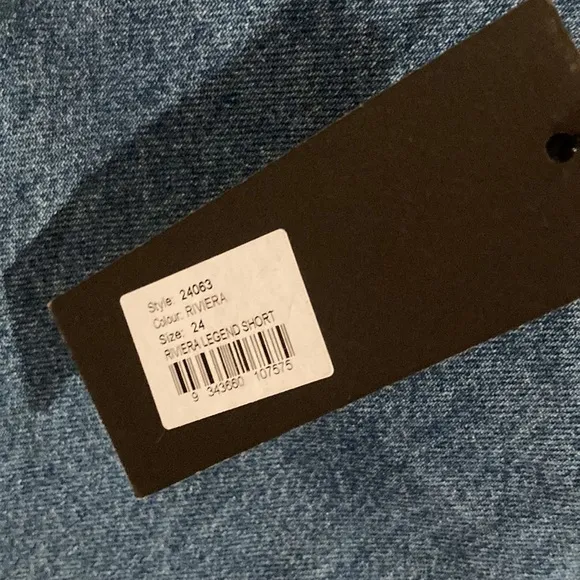 Style: 24063
Colour: RIVIERA
Size: 24
RIVIERA LEGEND SHORT
9 343660 107575